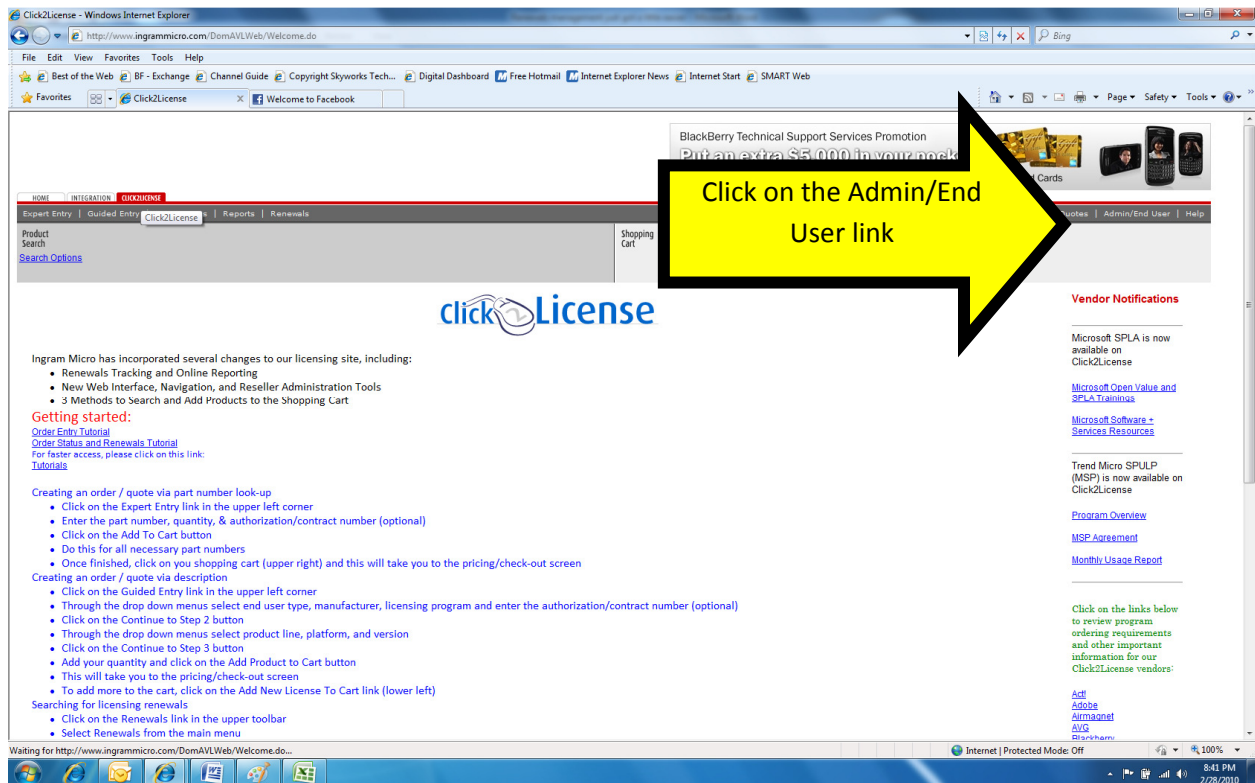 Click2License - Windows Internet Explorer
http://www.ingrammicro.com/DomAVLWeb/Welcome.do
Bing
File Edit View Favorites Tools Help
Best of the Web BF - Exchange Channel Guide Copyright Skyworks Tech... Digital Dashboard Free Hotmail Internet Explorer News Internet Start SMART Web
Favorites Click2License Welcome to Facebook
Page Safety Tools
BlackBerry Technical Support Services Promotion
Put an extra $5,000 in your pock
Cards
Click on the Admin/End
User link
HOME INTEGRATION CLICK2LICENSE
Expert Entry | Guided Entry | Reports | Renewals
Click2License
Quotes | Admin/End User | Help
Product
Search
Search Options
Shopping
Cart
click2License
Ingram Micro has incorporated several changes to our licensing site, including:
• Renewals Tracking and Online Reporting
• New Web Interface, Navigation, and Reseller Administration Tools
• 3 Methods to Search and Add Products to the Shopping Cart
Getting started:
Order Entry Tutorial
Order Status and Renewals Tutorial
For faster access, please click on this link:
Tutorials
Creating an order / quote via part number look-up
• Click on the Expert Entry link in the upper left corner
• Enter the part number, quantity, & authorization/contract number (optional)
• Click on the Add To Cart button
• Do this for all necessary part numbers
• Once finished, click on you shopping cart (upper right) and this will take you to the pricing/check-out screen
Creating an order / quote via description
• Click on the Guided Entry link in the upper left corner
• Through the drop down menus select end user type, manufacturer, licensing program and enter the authorization/contract number (optional)
• Click on the Continue to Step 2 button
• Through the drop down menus select product line, platform, and version
• Click on the Continue to Step 3 button
• Add your quantity and click on the Add Product to Cart button
• This will take you to the pricing/check-out screen
• To add more to the cart, click on the Add New License To Cart link (lower left)
Searching for licensing renewals
• Click on the Renewals link in the upper toolbar
• Select Renewals from the main menu
Vendor Notifications
Microsoft SPLA is now
available on
Click2License
Microsoft Open Value and
SPLA Trainings
Microsoft Software +
Services Resources
Trend Micro SPULP
(MSP) is now available on
Click2License
Program Overview
MSP Agreement
Monthly Usage Report
Click on the links below
to review program
ordering requirements
and other important
information for our
Click2License vendors:
Act!
Adobe
Airmagnet
AVG
Blackberry
Waiting for http://www.ingrammicro.com/DomAVLWeb/Welcome.do...
Internet | Protected Mode: Off
100%
8:41 PM
2/28/2010